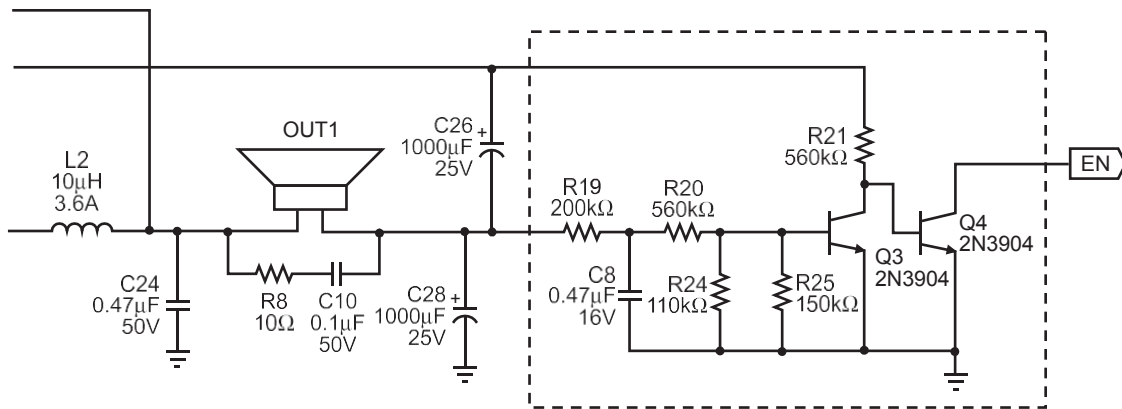 OUT1
L2
10μH
3.6A
C24
0.47μF
50V
R8
10Ω
C10
0.1μF
50V
C26
1000μF
25V
+
C28
1000μF
25V
+
R19
200kΩ
R20
560kΩ
C8
0.47μF
16V
R24
110kΩ
R25
150kΩ
R21
560kΩ
Q3
2N3904
Q4
2N3904
EN